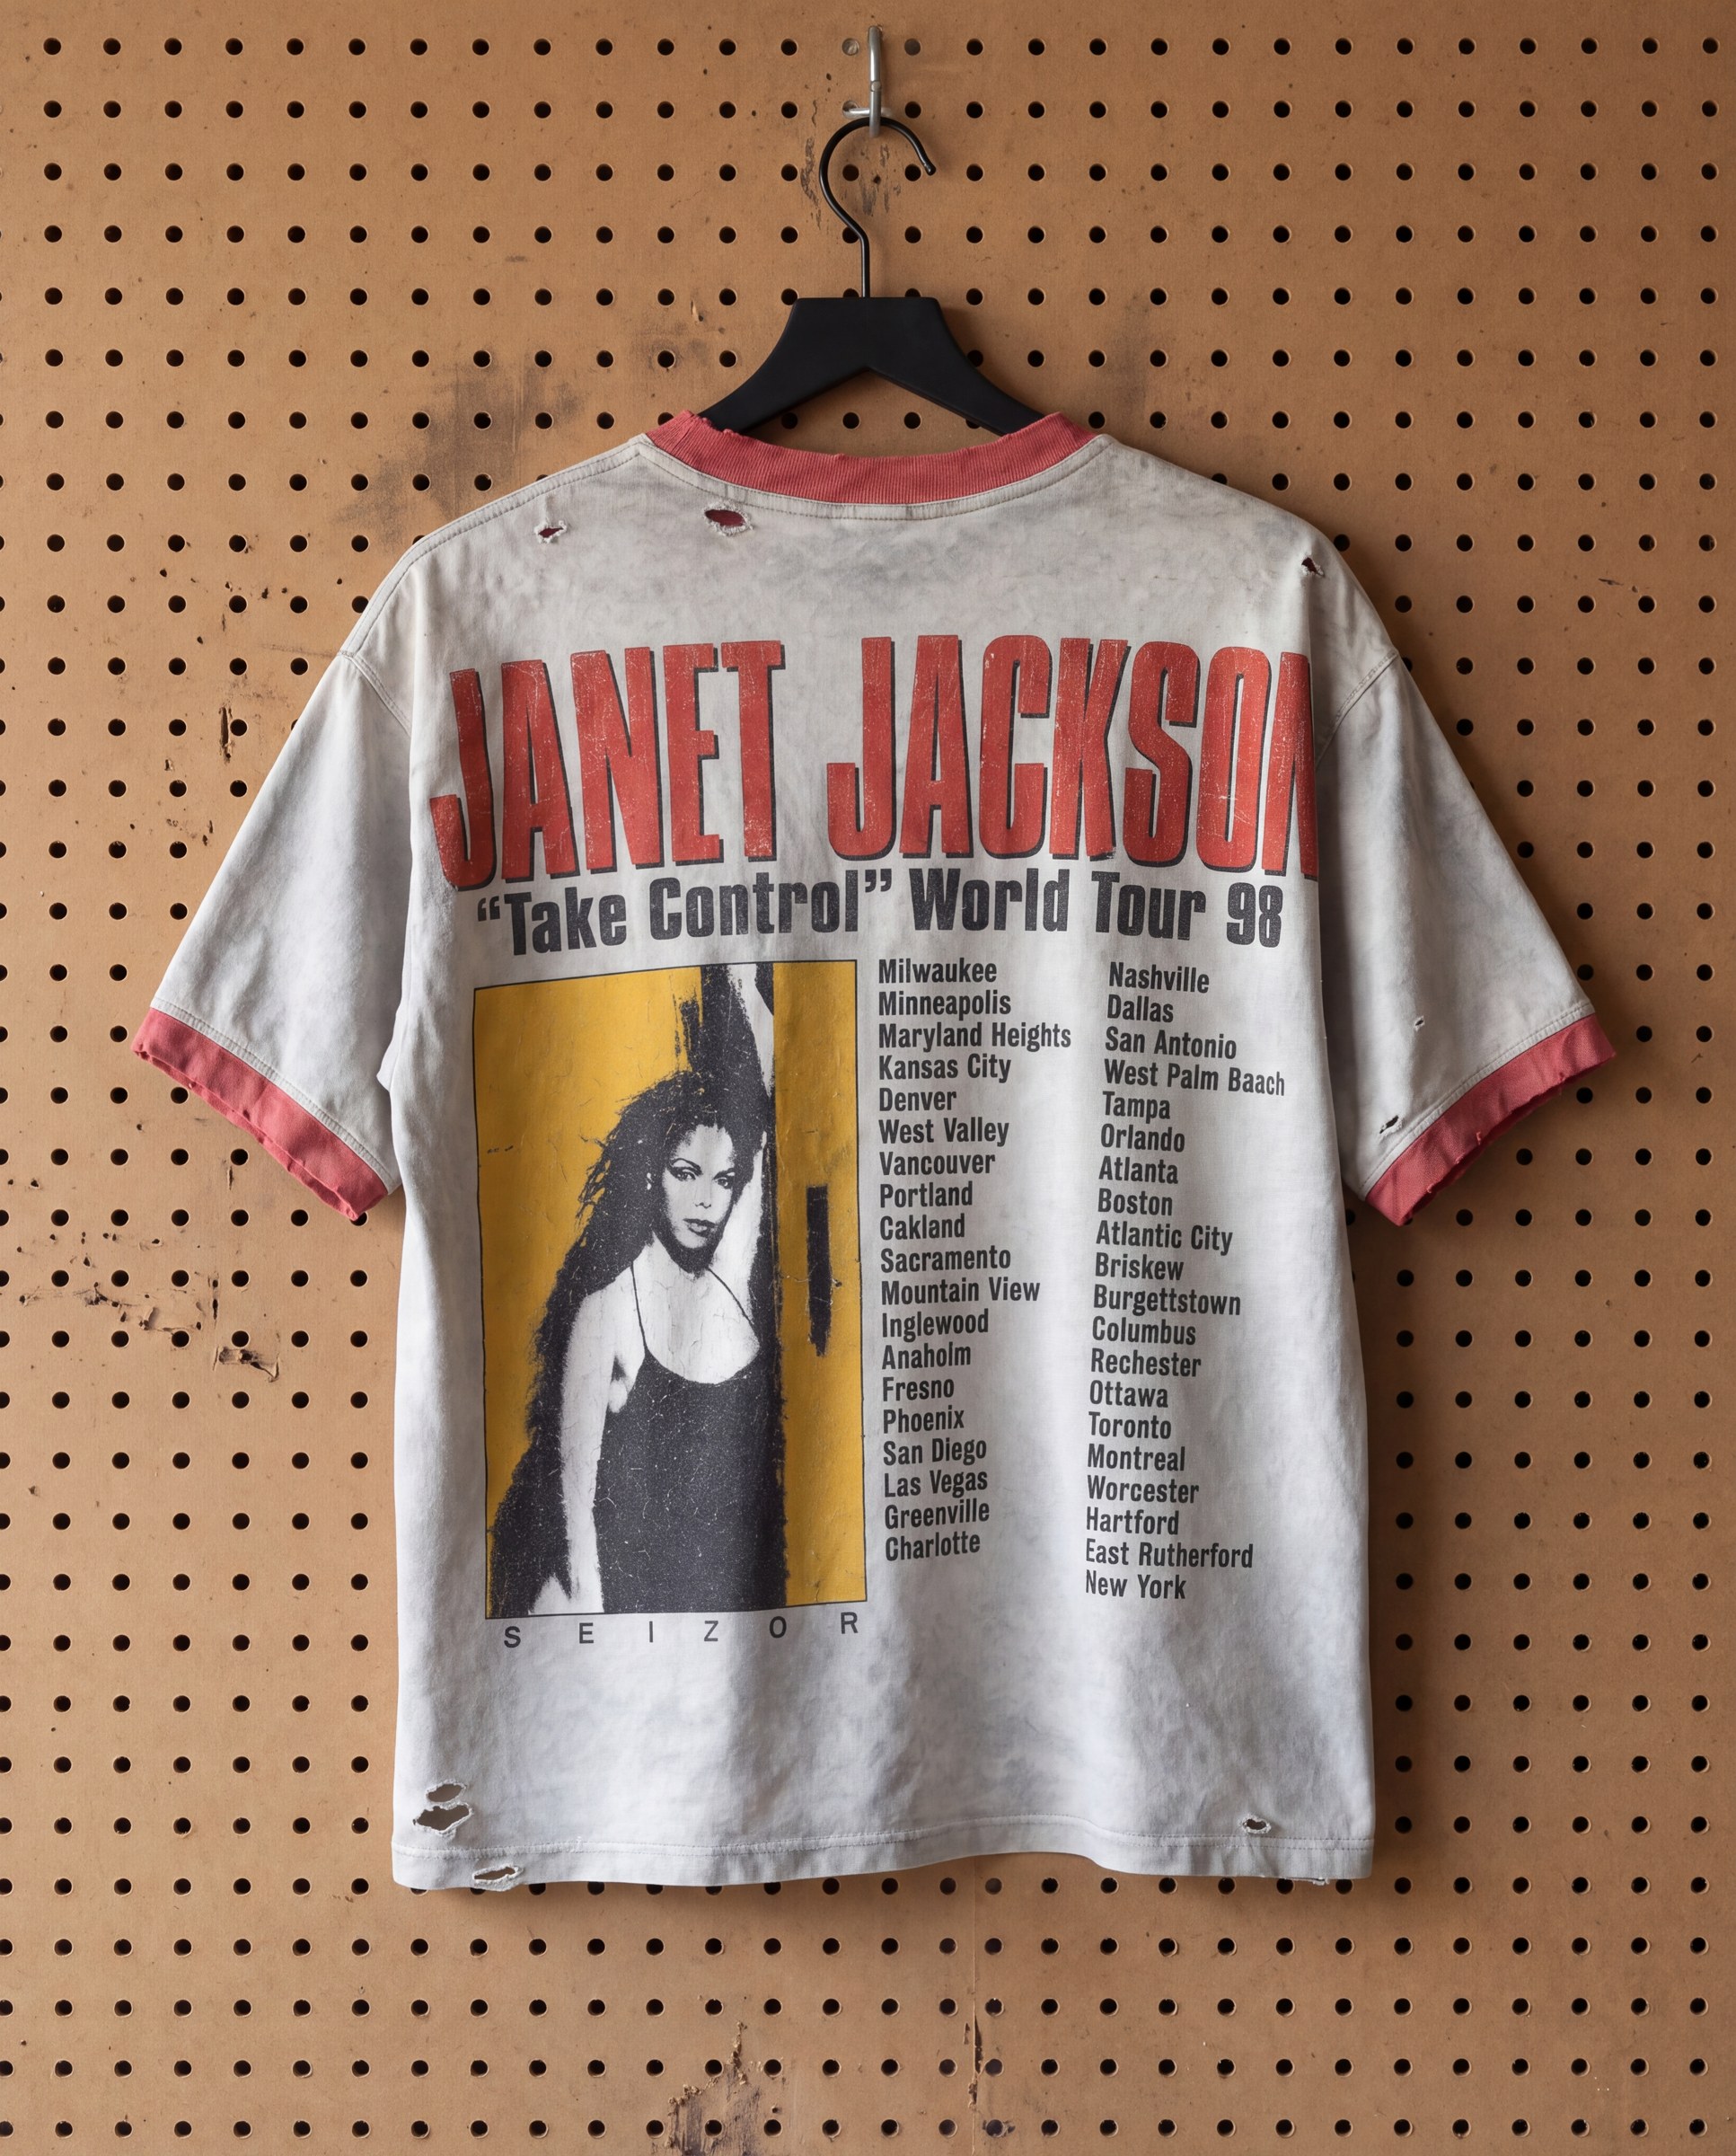 JANET JACKSON
“Take Control” World Tour 98
Milwaukee
Minneapolis
Maryland Heights
Kansas City
Denver
West Valley
Vancouver
Portland
Cakland
Sacramento
Mountain View
Inglewood
Anaholm
Fresno
Phoenix
San Diego
Las Vegas
Greenville
Charlotte
Nashville
Dallas
San Antonio
West Palm Baach
Tampa
Orlando
Atlanta
Boston
Atlantic City
Briskew
Burgettstown
Columbus
Rechester
Ottawa
Toronto
Montreal
Worcester
Hartford
East Rutherford
New York
SEIZOR